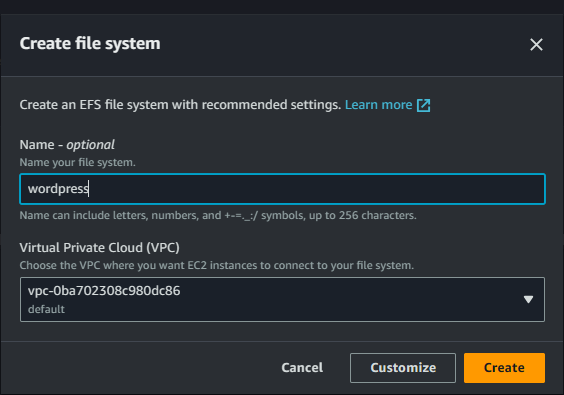 Create file system
Create an EFS file system with recommended settings. Learn more
Name - optional
Name your file system.
wordpress
Name can include letters, numbers, and +-=._:/ symbols, up to 256 characters.
Virtual Private Cloud (VPC)
Choose the VPC where you want EC2 instances to connect to your file system.
vpc-0ba702308c980dc86
default
Cancel Customize Create